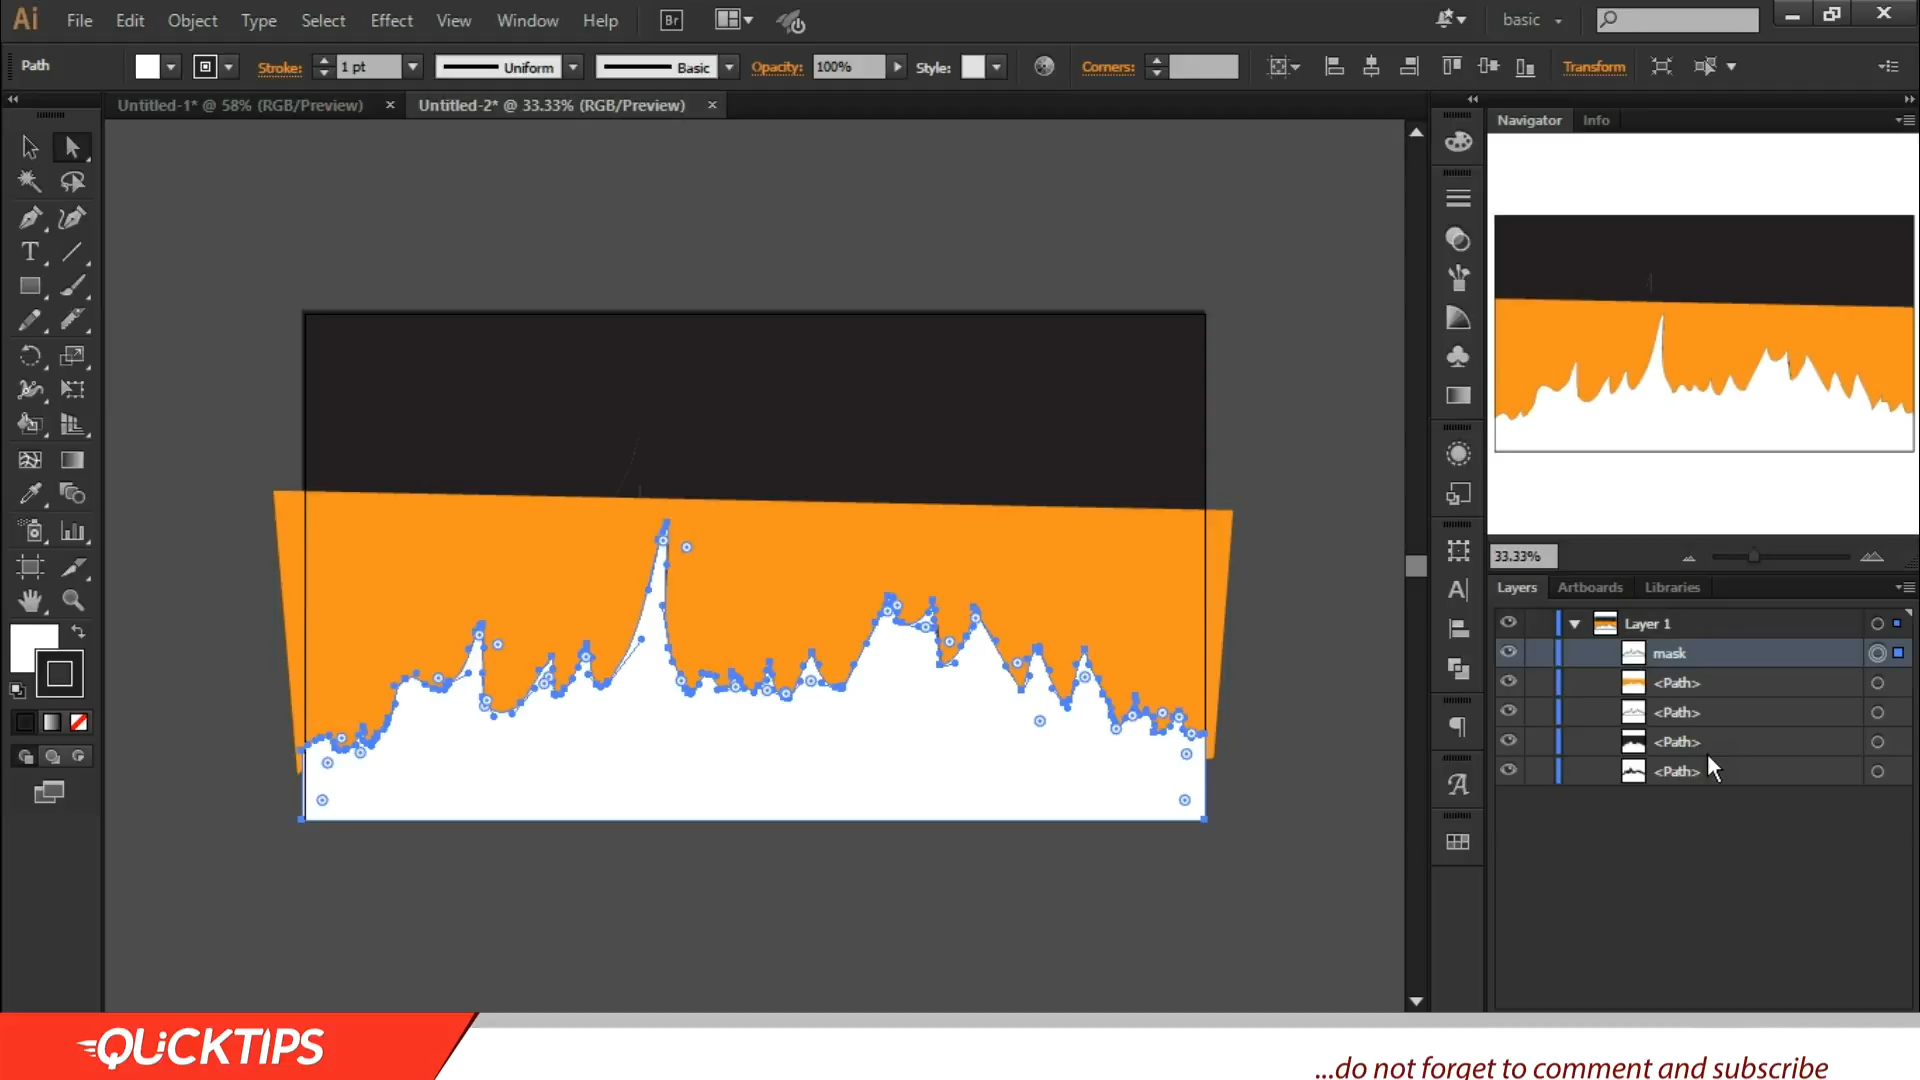 Ai File Edit Object Type Select Effect View Window Help Br basic
Path Stroke: 1 pt Uniform Basic Opacity: 100% Style: Corners: Transform
Untitled-1* @ 58% (RGB/Preview) × Untitled-2* @ 33.33% (RGB/Preview) ×
Navigator Info
33.33%
Layers Artboards Libraries
Layer 1
mask
<Path>
<Path>
<Path>
<Path>
QUiCKTIPS
...do not forget to comment and subscribe